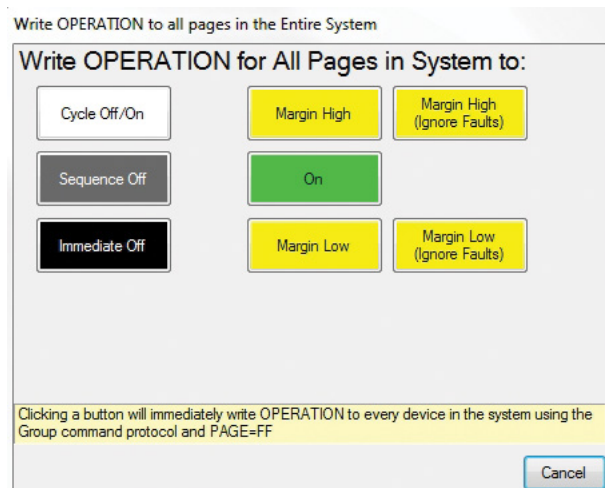 Write OPERATION to all pages in the Entire System
Write OPERATION for All Pages in System to:
Cycle Off/On
Margin High
Margin High
(Ignore Faults)
Sequence Off
On
Immediate Off
Margin Low
Margin Low
(Ignore Faults)
Clicking a button will immediately write OPERATION to every device in the system using the
Group command protocol and PAGE=FF
Cancel